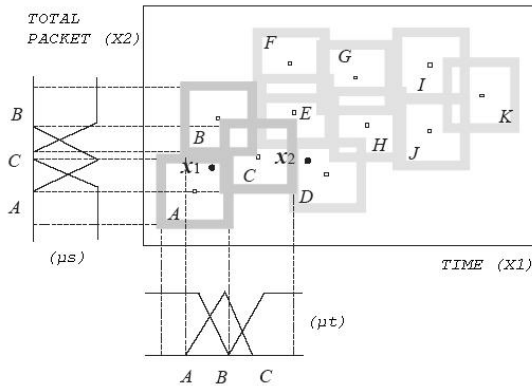 TOTAL
PACKET (X2)
F
G
I
K
B
B
E
C
x1
C
x2
H
J
A
A
D
(μs)
TIME (X1)
(μt)
A B C